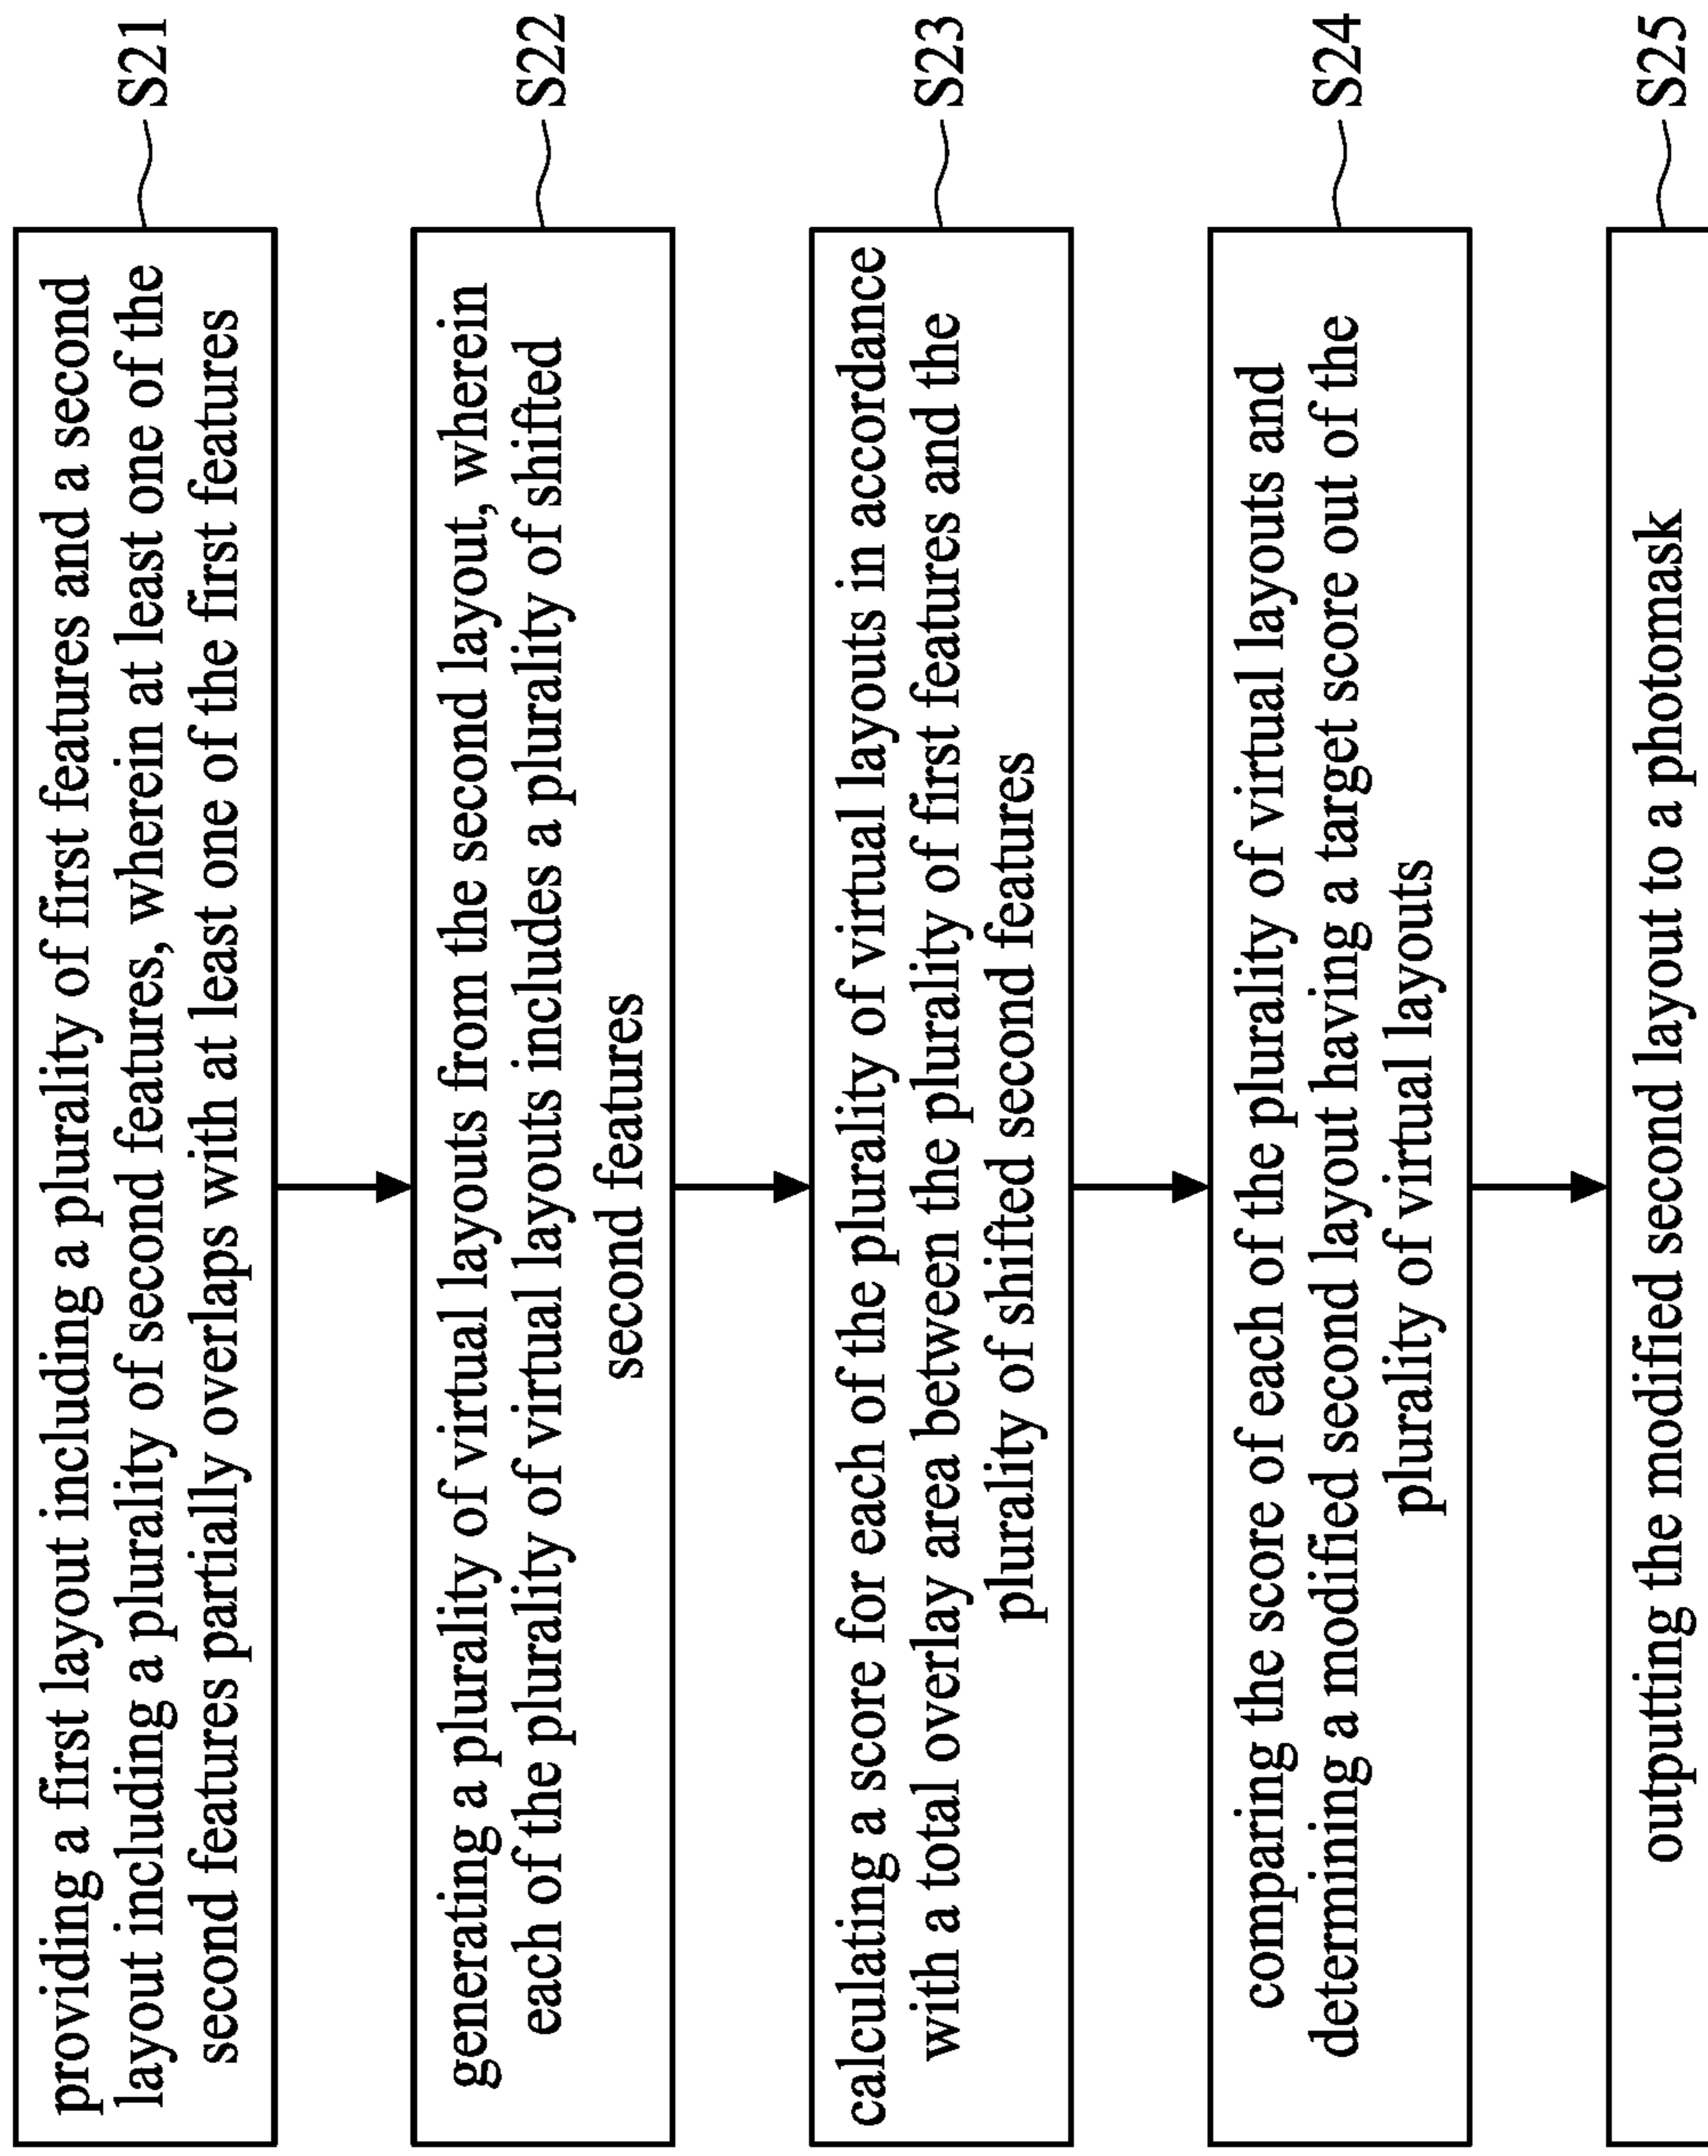 providing a first layout including a plurality of first features and a second
layout including a plurality of second features, wherein at least one of the
second features partially overlaps with at least one of the first features
S21
generating a plurality of virtual layouts from the second layout, wherein
each of the plurality of virtual layouts includes a plurality of shifted
second features
S22
calculating a score for each of the plurality of virtual layouts in accordance
with a total overlay area between the plurality of first features and the
plurality of shifted second features
S23
comparing the score of each of the plurality of virtual layouts and
determining a modified second layout having a target score out of the
plurality of virtual layouts
S24
outputing the modified second layout to a photomask
S25